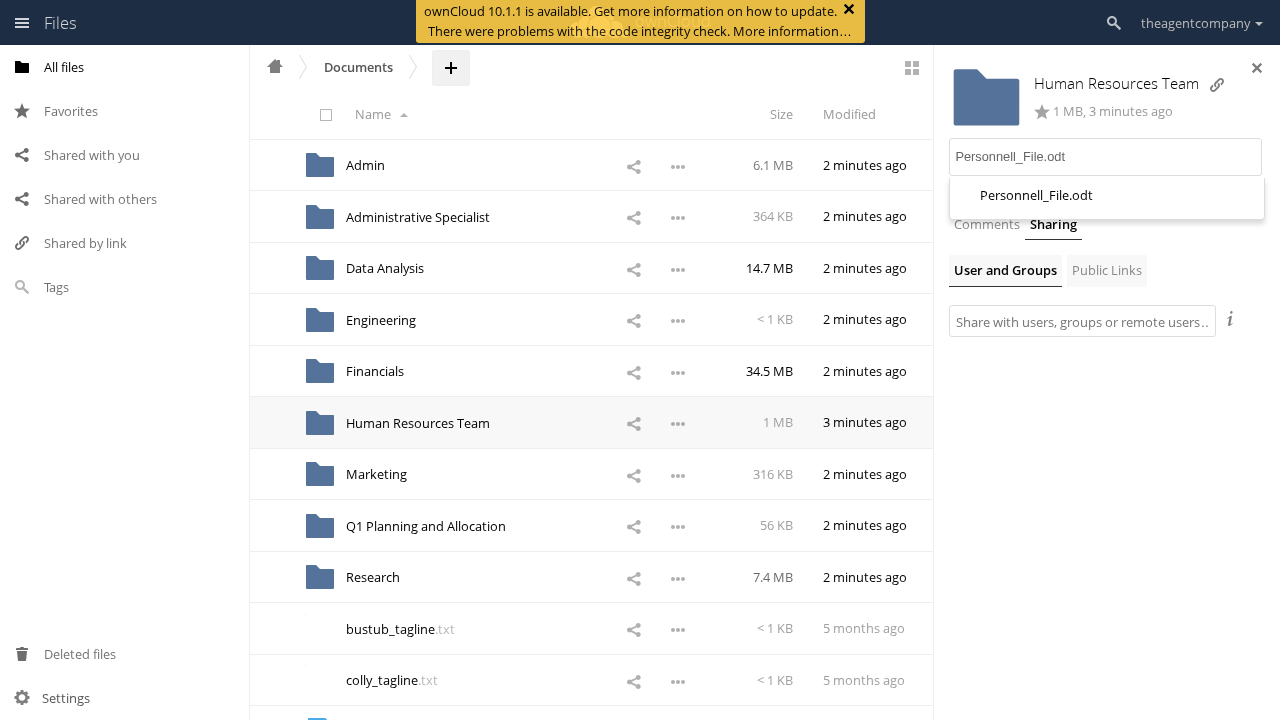 Files
ownCloud 10.1.1 is available. Get more information on how to update.
There were problems with the code integrity check. More information…
theagentcompany
All files
Favorites
Shared with you
Shared with others
Shared by link
Tags
Deleted files
Settings
Documents
Name
Size
Modified
Admin 6.1 MB 2 minutes ago
Administrative Specialist 364 KB 2 minutes ago
Data Analysis 14.7 MB 2 minutes ago
Engineering < 1 KB 2 minutes ago
Financials 34.5 MB 2 minutes ago
Human Resources Team 1 MB 3 minutes ago
Marketing 316 KB 2 minutes ago
Q1 Planning and Allocation 56 KB 2 minutes ago
Research 7.4 MB 2 minutes ago
bustub_tagline.txt < 1 KB 5 months ago
colly_tagline.txt < 1 KB 5 months ago
Human Resources Team
1 MB, 3 minutes ago
Personnell_File.odt
Personnell_File.odt
Comments Sharing
User and Groups Public Links
Share with users, groups or remote users…